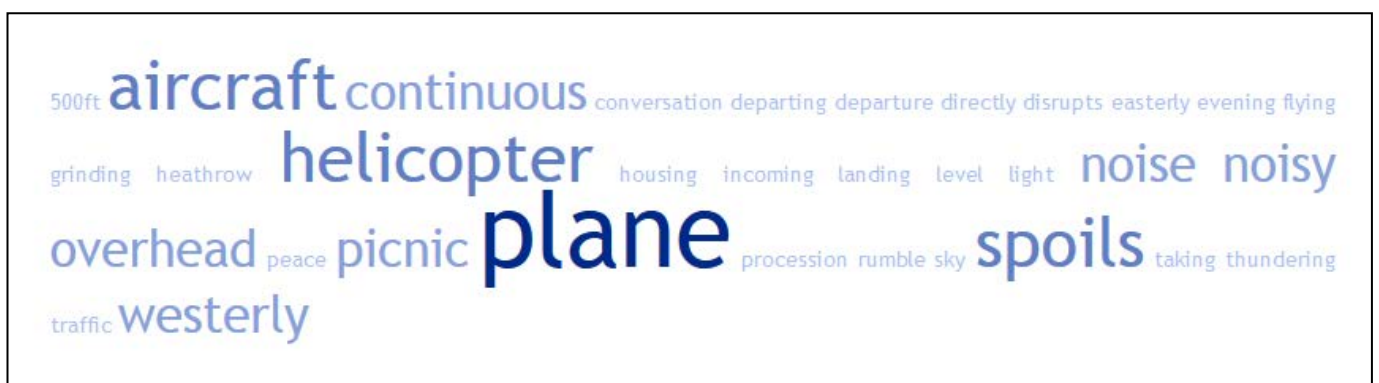 500ft aircraft continuous conversation departing departure directly disrupts easterly evening flying
grinding heathrow helicopter housing incoming landing level light noise noisy
overhead peace picnic plane procession rumble sky spoils taking thundering
traffic westerly